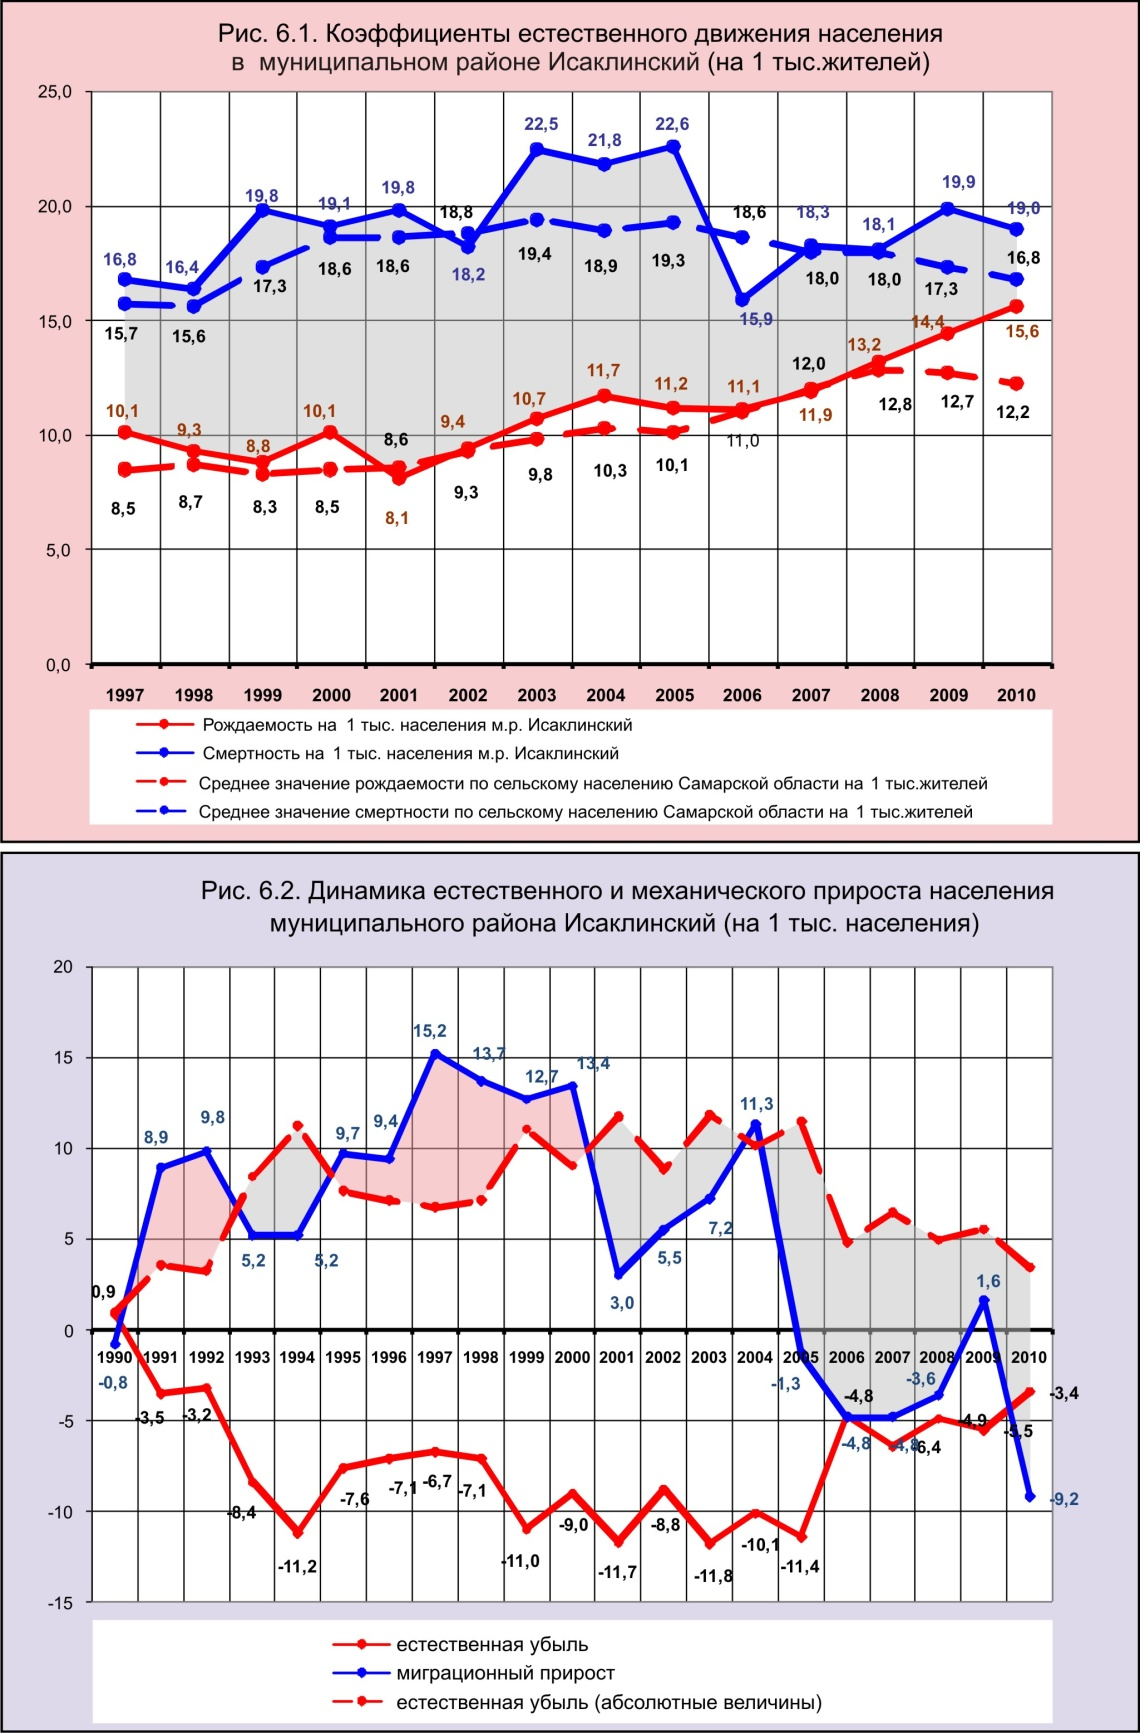 Рис. 6.1. Коэффициенты естественного движения населения
в муниципальном районе Исаклинский (на 1 тыс.жителей)
25,0
22,5 21,8 22,6
20,0
16,8 16,4 19,8 19,1 19,8 18,8 18,6 18,3 18,1 19,9 19,0
18,2 15,9
15,7 15,6 17,3 18,6 18,6 19,4 18,9 19,3 18,0 18,0 17,3 16,8
15,0
10,1 9,3 8,8 10,1 8,6 9,4 10,7 11,7 11,2 11,1 12,0 13,2 14,4 15,6
10,0
8,5 8,7 8,3 8,5 8,1 9,3 9,8 10,3 10,1 11,0 11,9 12,8 12,7 12,2
5,0
0,0
1997 1998 1999 2000 2001 2002 2003 2004 2005 2006 2007 2008 2009 2010
Рождаемость на 1 тыс. населения м.р. Исаклинский
Смертность на 1 тыс. населения м.р. Исаклинский
Среднее значение рождаемости по сельскому населению Самарской области на 1 тыс.жителей
Среднее значение смертности по сельскому населению Самарской области на 1 тыс.жителей
Рис. 6.2. Динамика естественного и механического прироста населения
муниципального района Исаклинский (на 1 тыс. населения)
20
15
15,2 13,7 12,7 13,4
8,9 9,8 9,7 9,4 11,3
10
5
5,2 5,2 3,0 5,5 7,2 1,6
0,9
0
1990 1991 1992 1993 1994 1995 1996 1997 1998 1999 2000 2001 2002 2003 2004 2005 2006 2007 2008 2009 2010
-0,8 -1,3 -4,8 -3,6 -3,4
-3,5 -3,2 -4,8 -4,8 -6,4 -4,9 -5,5
-5
-8,4 -7,6 -7,1 -6,7 -7,1 -9,2
-10
-11,2 -11,0 -9,0 -11,7 -8,8 -11,8 -10,1 -11,4
-15
естественная убыль
миграционный прирост
естественная убыль (абсолютные величины)